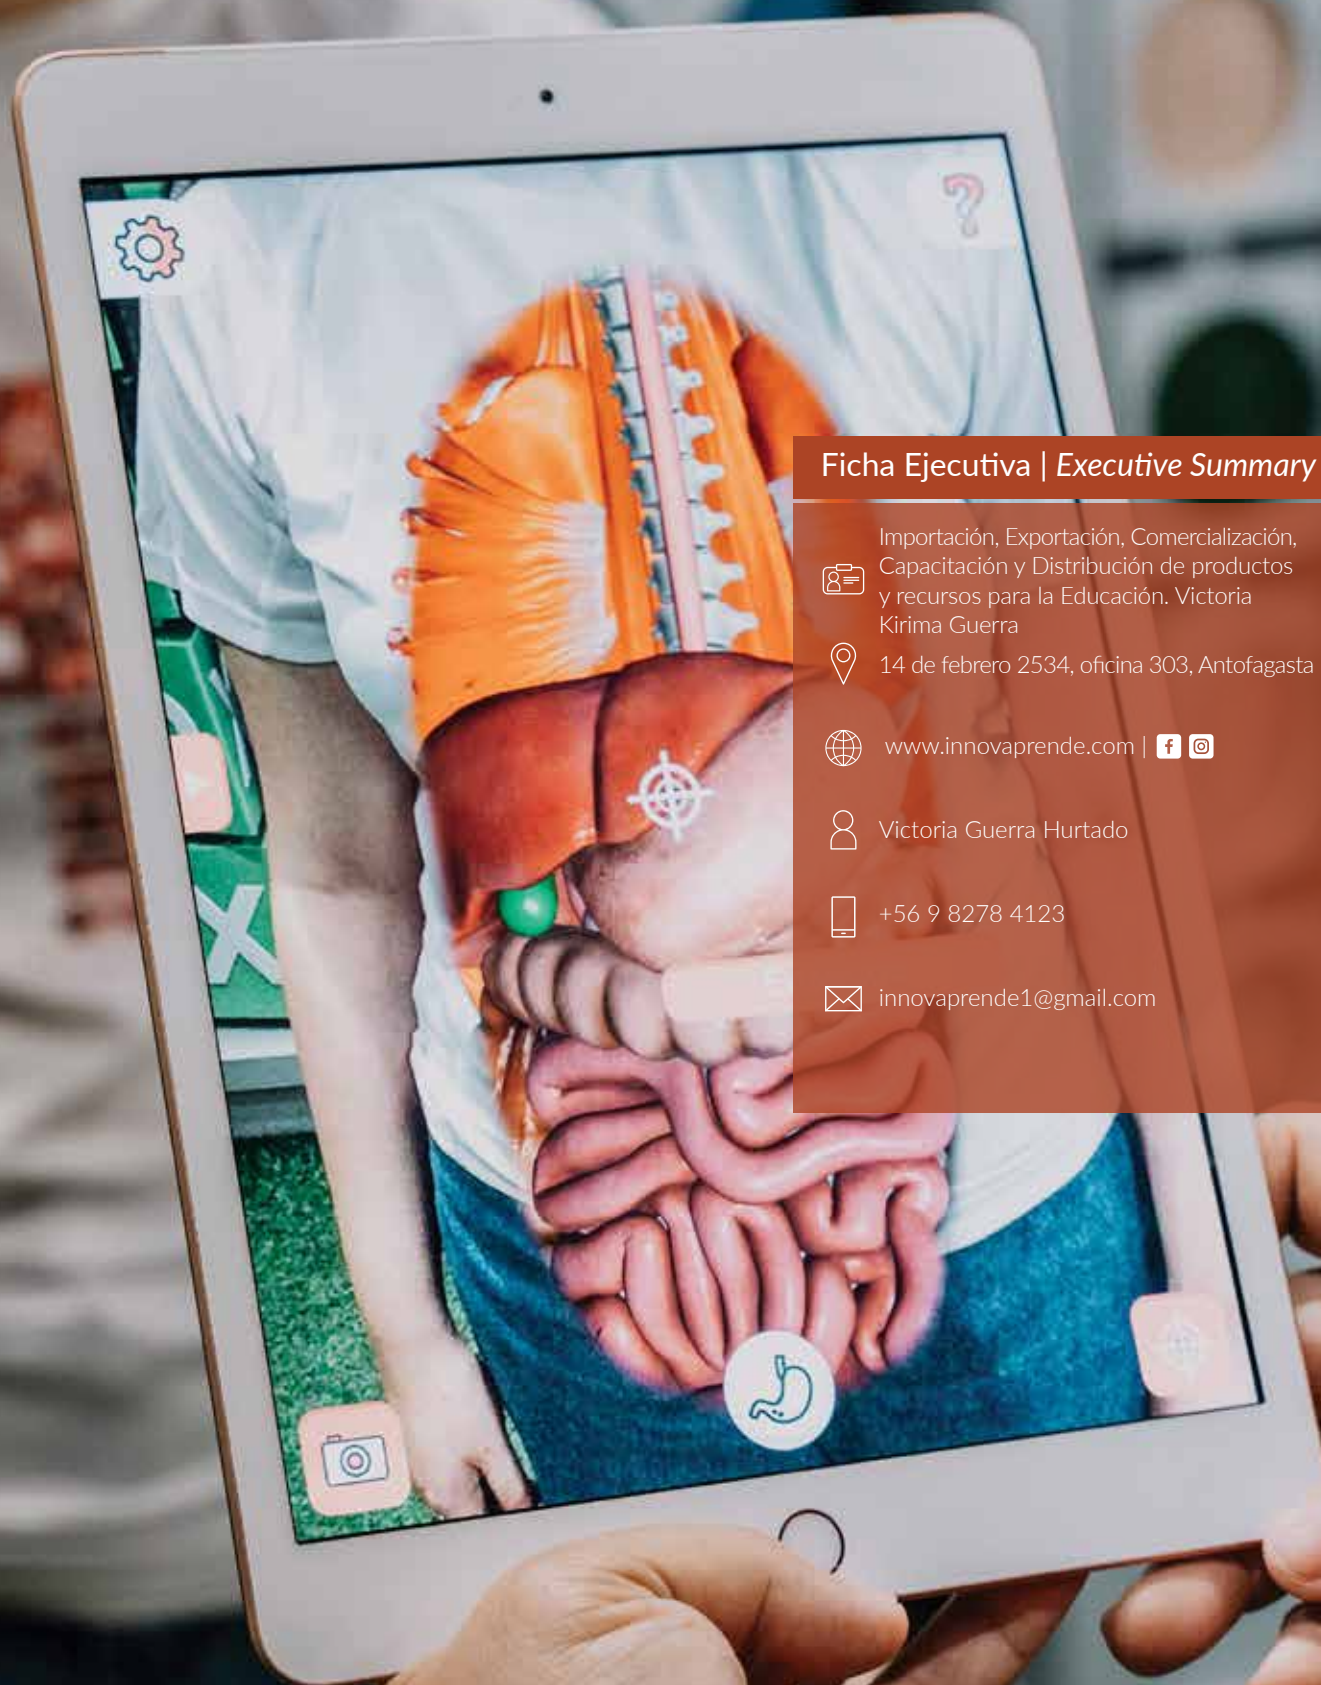 Ficha Ejecutiva | Executive Summary
Importación, Exportación, Comercialización,
Capacitación y Distribución de productos
y recursos para la Educación. Victoria
Kirima Guerra
14 de febrero 2534, oficina 303, Antofagasta
www.innovaprende.com |
Victoria Guerra Hurtado
+56 9 8278 4123
innovaprende1@gmail.com
?
X